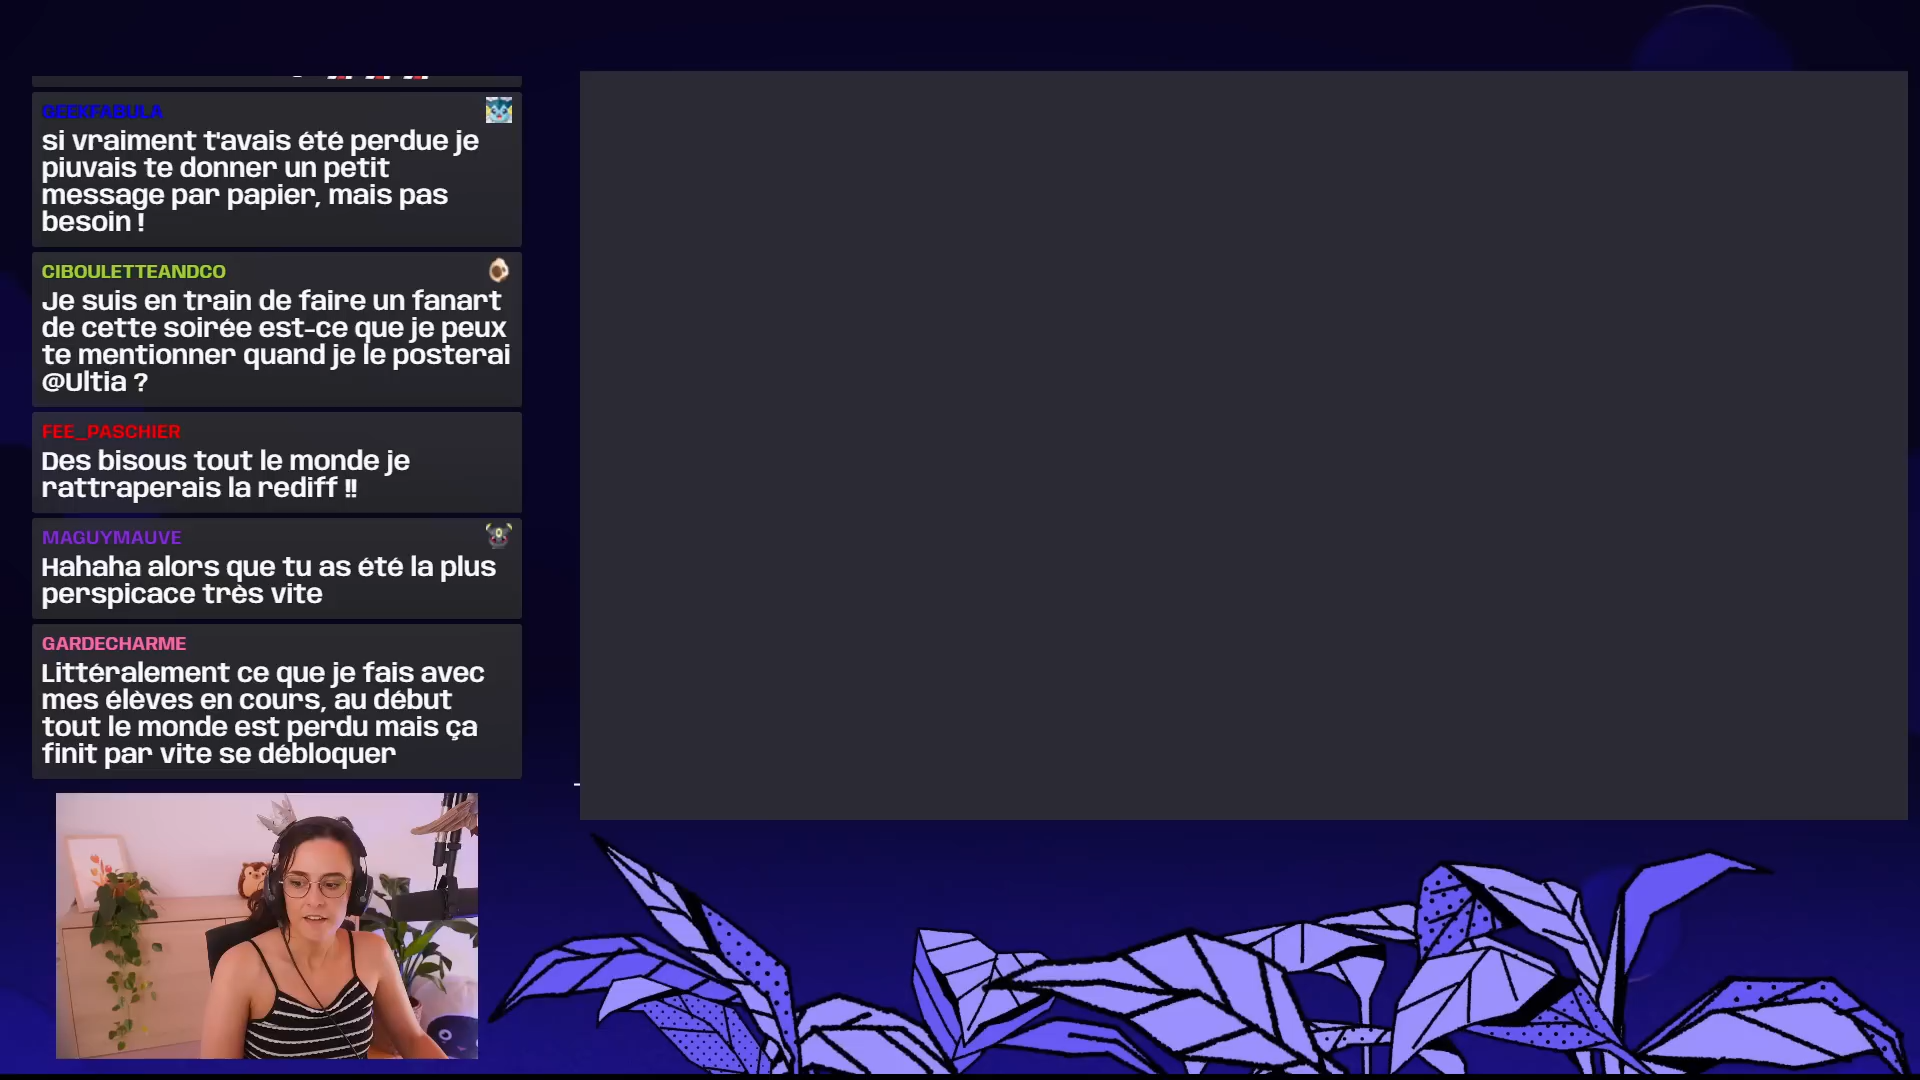 GEEKFABULA
si vraiment t'avais été perdue je
piuvais te donner un petit
message par papier, mais pas
besoin !
CIBOULETTEANDCO
Je suis en train de faire un fanart
de cette soirée est-ce que je peux
te mentionner quand je le posterai
@Ultia ?
FEE_PASCHIER
Des bisous tout le monde je
rattraperais la rediff !!
MAGUYMAUVE
Hahaha alors que tu as été la plus
perspicace très vite
GARDECHARME
Littéralement ce que je fais avec
mes élèves en cours, au début
tout le monde est perdu mais ça
finit par vite se débloquer